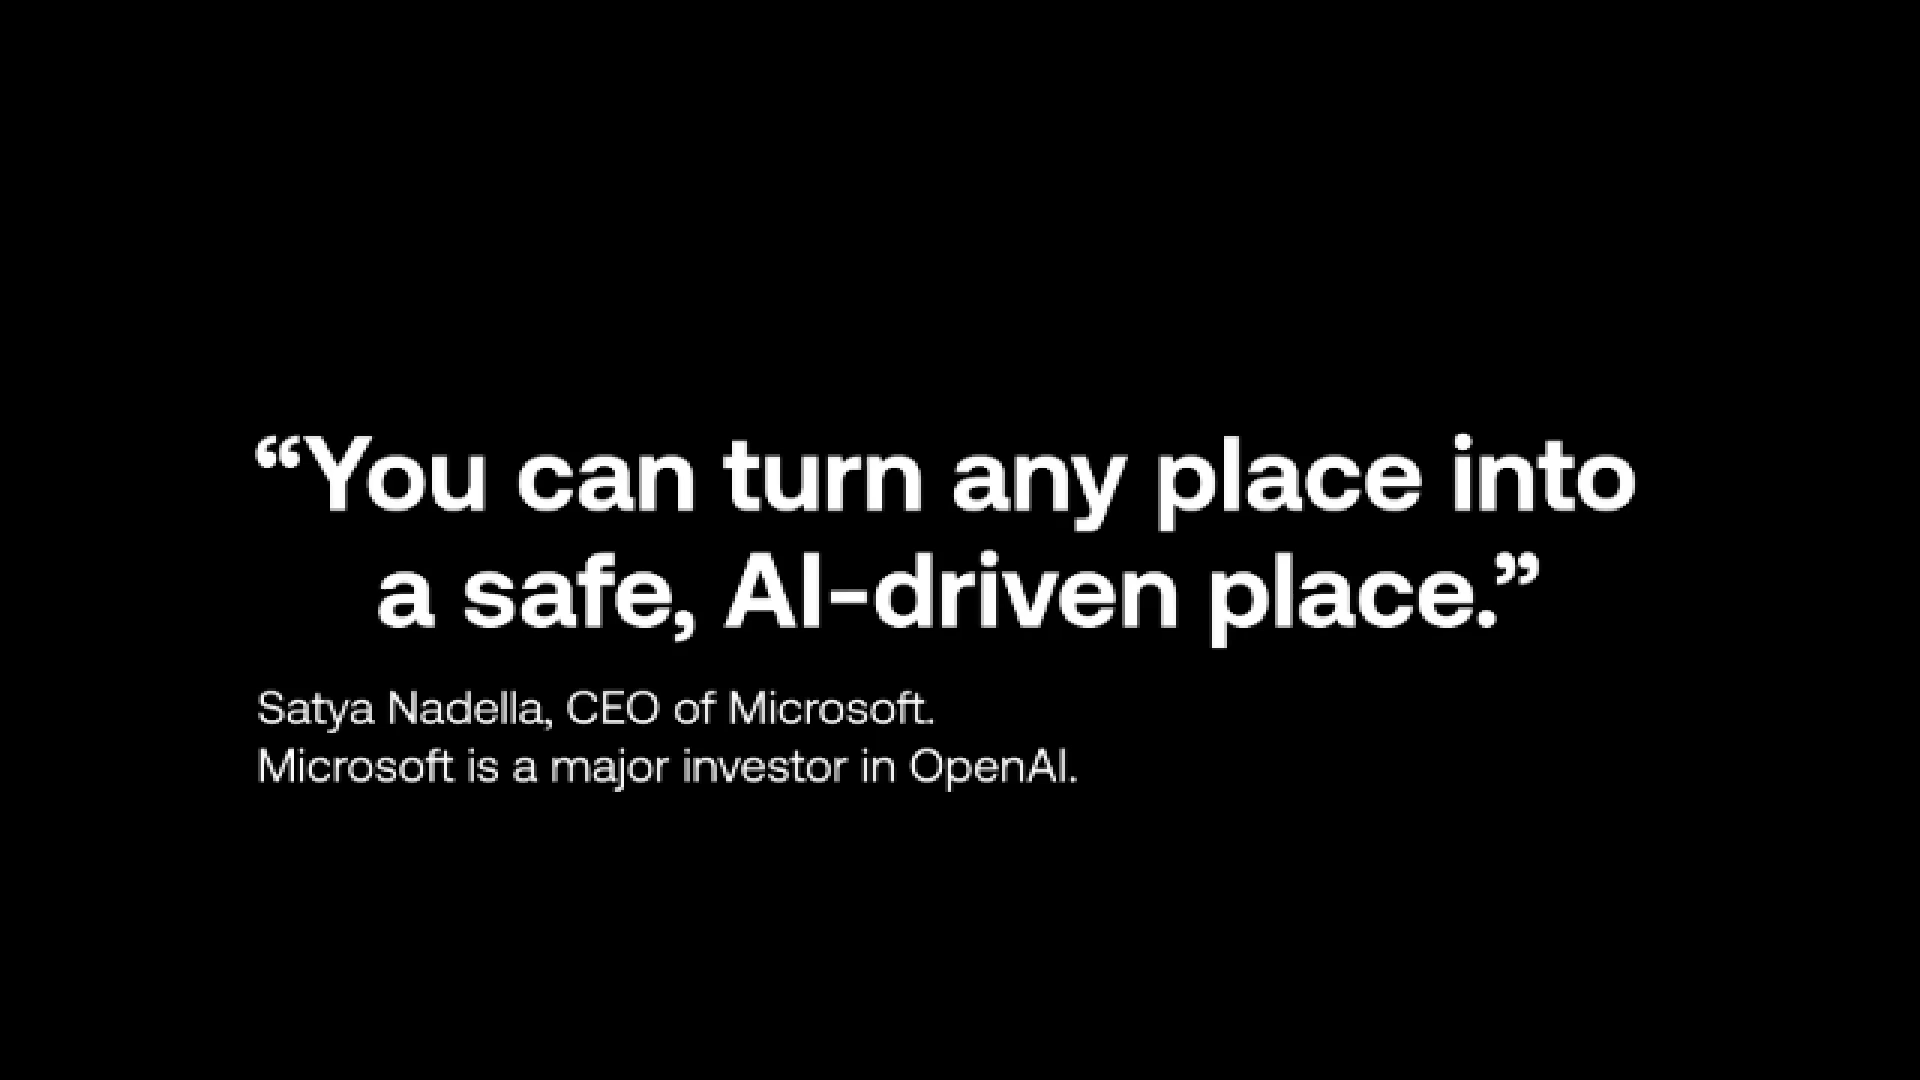 “You can turn any place into
a safe, AI-driven place.”
Satya Nadella, CEO of Microsoft.
Microsoft is a major investor in OpenAI.